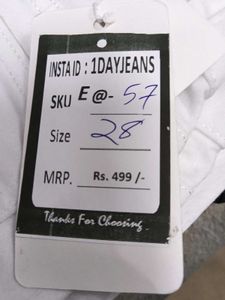 INSTA ID : 1DAYJEANS
SKU E @- 57
Size 28
MRP. Rs. 499 /-
Thanks For Choosing